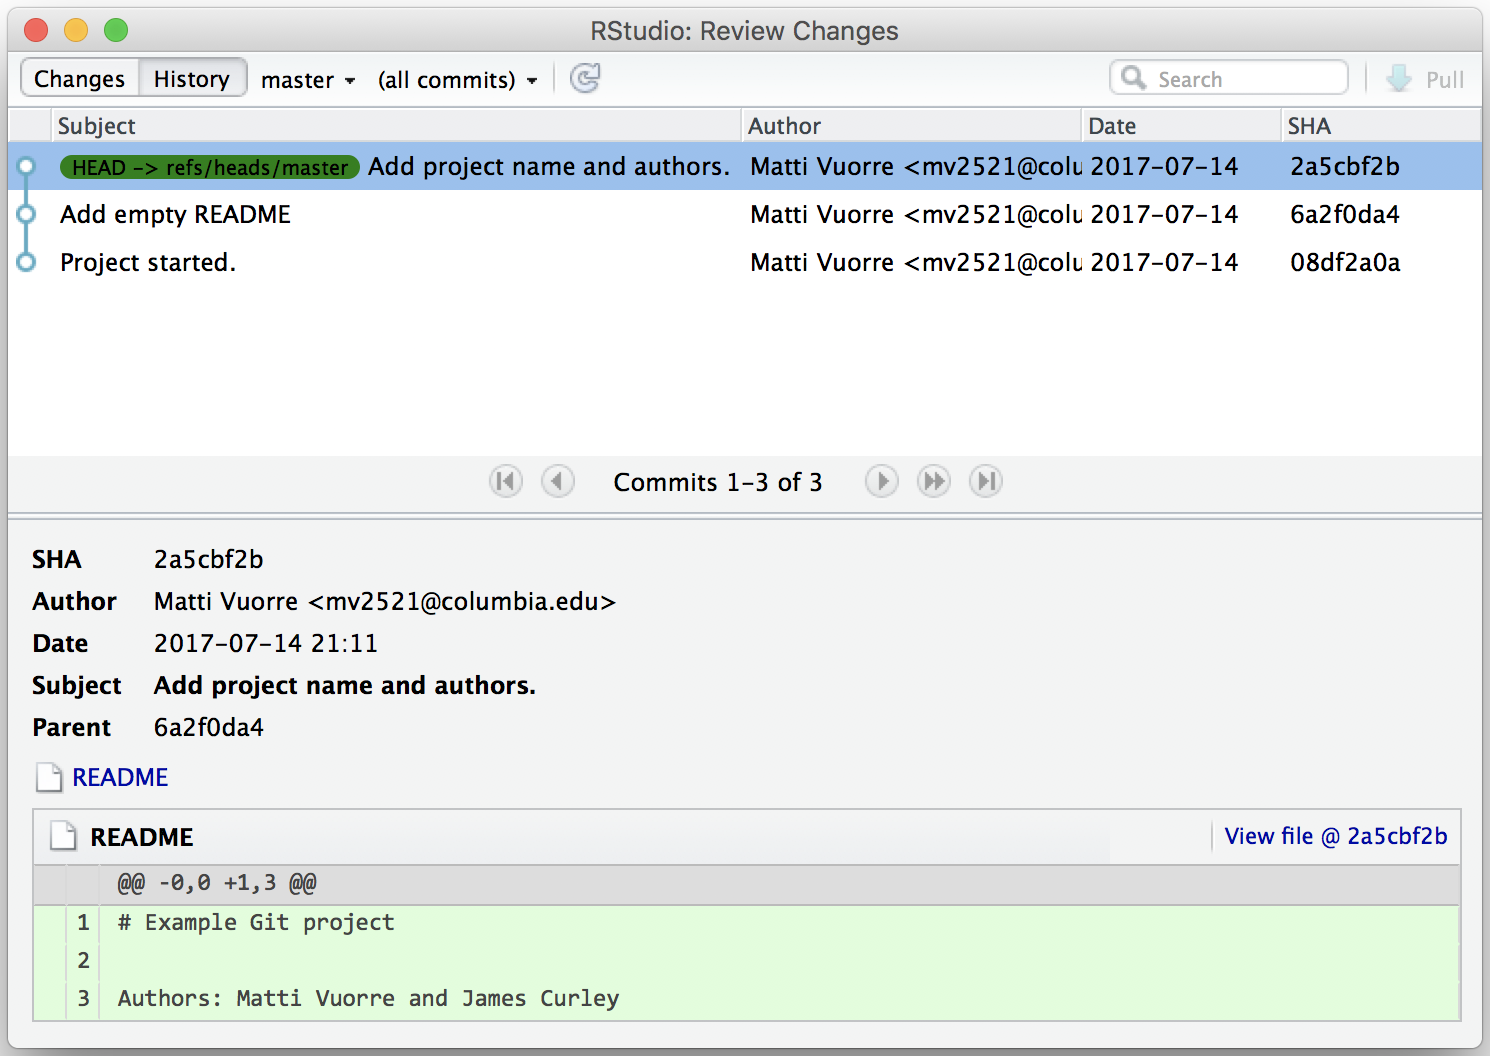 RStudio: Review Changes
Changes History master (all commits) Search Pull
Subject Author Date SHA
HEAD -> refs/heads/master Add project name and authors. Matti Vuorre <mv2521@colu 2017-07-14 2a5cbf2b
Add empty README Matti Vuorre <mv2521@colu 2017-07-14 6a2f0da4
Project started. Matti Vuorre <mv2521@colu 2017-07-14 08df2a0a
Commits 1-3 of 3
SHA 2a5cbf2b
Author Matti Vuorre <mv2521@columbia.edu>
Date 2017-07-14 21:11
Subject Add project name and authors.
Parent 6a2f0da4
README
README View file @ 2a5cbf2b
@@ -0,0 +1,3 @@
1 # Example Git project
2
3 Authors: Matti Vuorre and James Curley